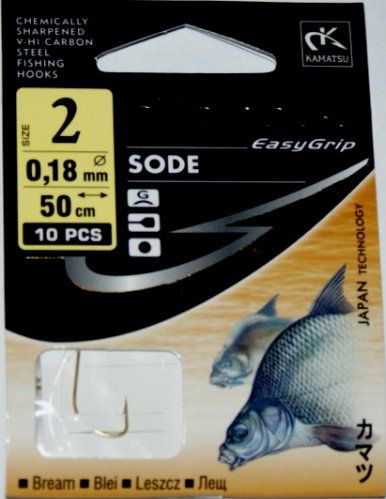 CHEMICALLY
SHARPENED
V-HI CARBON
STEEL
FISHING
HOOKS
KAMATSU
SIZE 2
0,18 mm Ø
50 cm
10 PCS
EasyGrip
SODE
G
JAPAN TECHNOLOGY
カマツ
■ Bream ■ Blei ■ Leszcz ■ Лещ